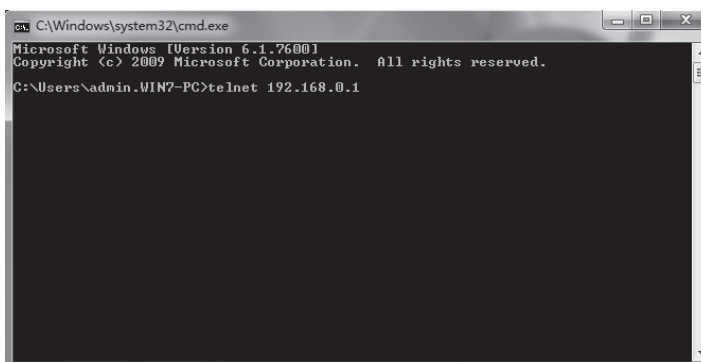 C:\Windows\system32\cmd.exe
Microsoft Windows [Version 6.1.7600]
Copyright (c) 2009 Microsoft Corporation.  All rights reserved.
C:\Users\admin.WIN7-PC>telnet 192.168.0.1